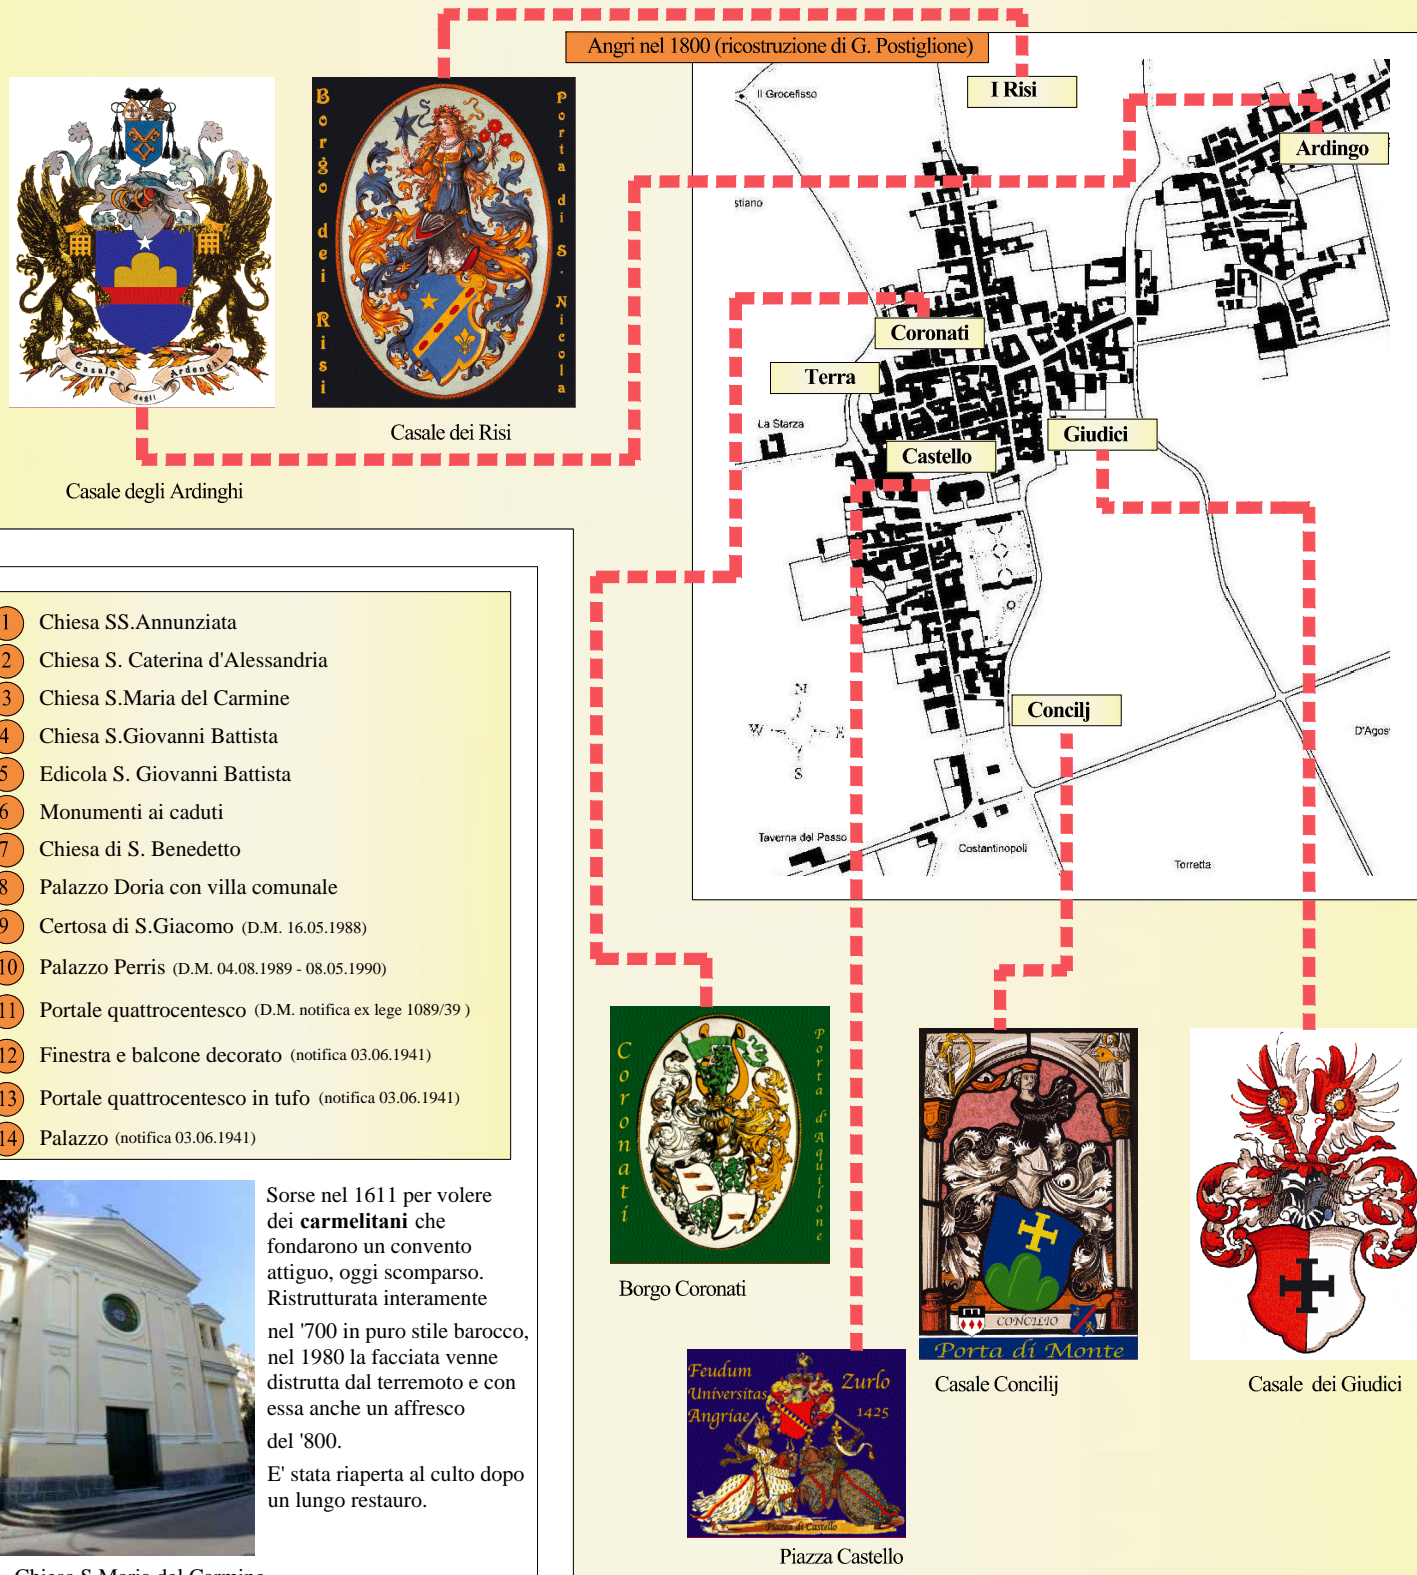 Angri nel 1800 (ricostruzione di G. Postiglione)
Borgo dei Risi
Porta di S. Nicola
Casale degli Ardenghi
Casale dei Risi
Casale degli Ardinghi
Il Grocefisso
I Risi
Ardingo
stiano
Coronati
Terra
La Starza
Giudici
Castello
N
W E
S
Concilj
D'Agos
Taverna del Passo
Costantinopoli
Torretta
1 Chiesa SS.Annunziata
2 Chiesa S. Caterina d'Alessandria
3 Chiesa S.Maria del Carmine
4 Chiesa S.Giovanni Battista
5 Edicola S. Giovanni Battista
6 Monumenti ai caduti
7 Chiesa di S. Benedetto
8 Palazzo Doria con villa comunale
9 Certosa di S.Giacomo (D.M. 16.05.1988)
10 Palazzo Perris (D.M. 04.08.1989 - 08.05.1990)
11 Portale quattrocentesco (D.M. notifica ex lege 1089/39 )
12 Finestra e balcone decorato (notifica 03.06.1941)
13 Portale quattrocentesco in tufo (notifica 03.06.1941)
14 Palazzo (notifica 03.06.1941)
Sorse nel 1611 per volere
dei carmelitani che
fondarono un convento
attiguo, oggi scomparso.
Ristrutturata interamente
nel '700 in puro stile barocco,
nel 1980 la facciata venne
distrutta dal terremoto e con
essa anche un affresco
del '800.
E' stata riaperta al culto dopo
un lungo restauro.
Chiesa S.Maria del Carmine
Coronati
Porta d'Aquilone
Borgo Coronati
Feudum
Universitas
Angriae
Zurlo
1425
Piazza di Castello
Piazza Castello
CONCILIO
Porta di Monte
Casale Concilij
Casale dei Giudici